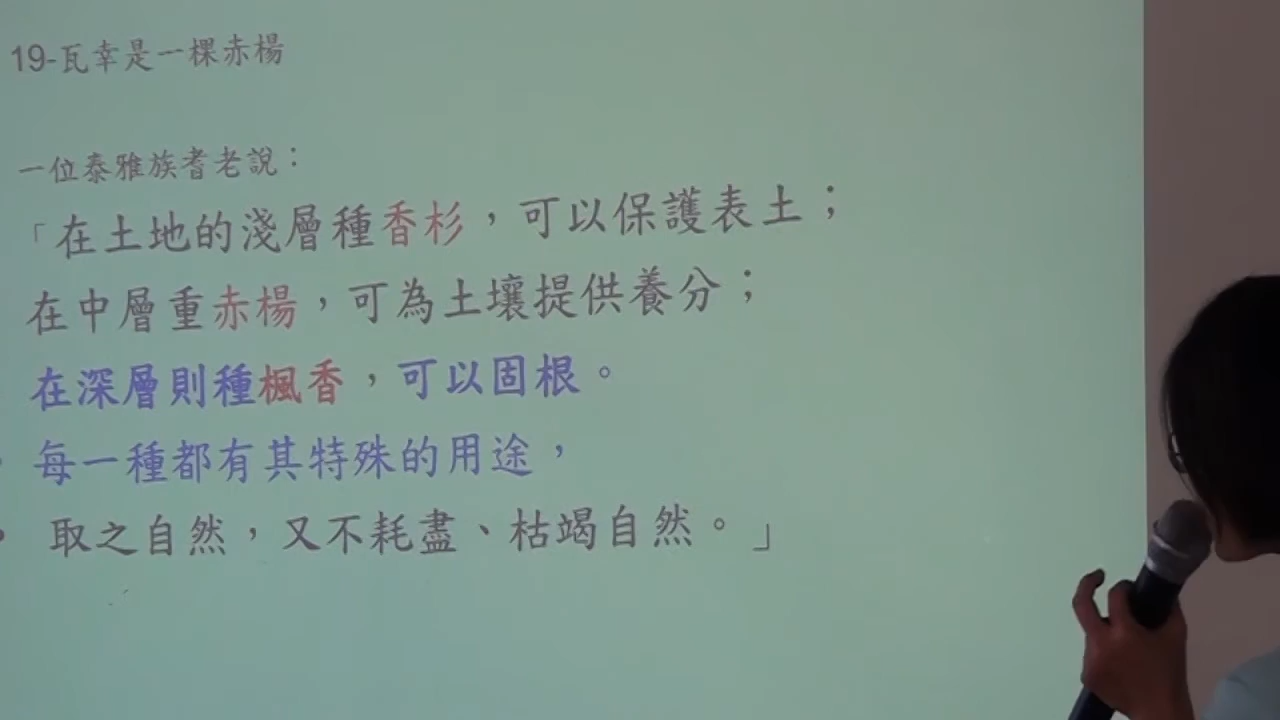 19-瓦幸是一棵赤楊
一位泰雅族耆老說：
「在土地的淺層種香杉，可以保護表土；
在中層重赤楊，可為土壤提供養分；
在深層則種楓香，可以固根。
每一種都有其特殊的用途，
取之自然，又不耗盡、枯竭自然。」